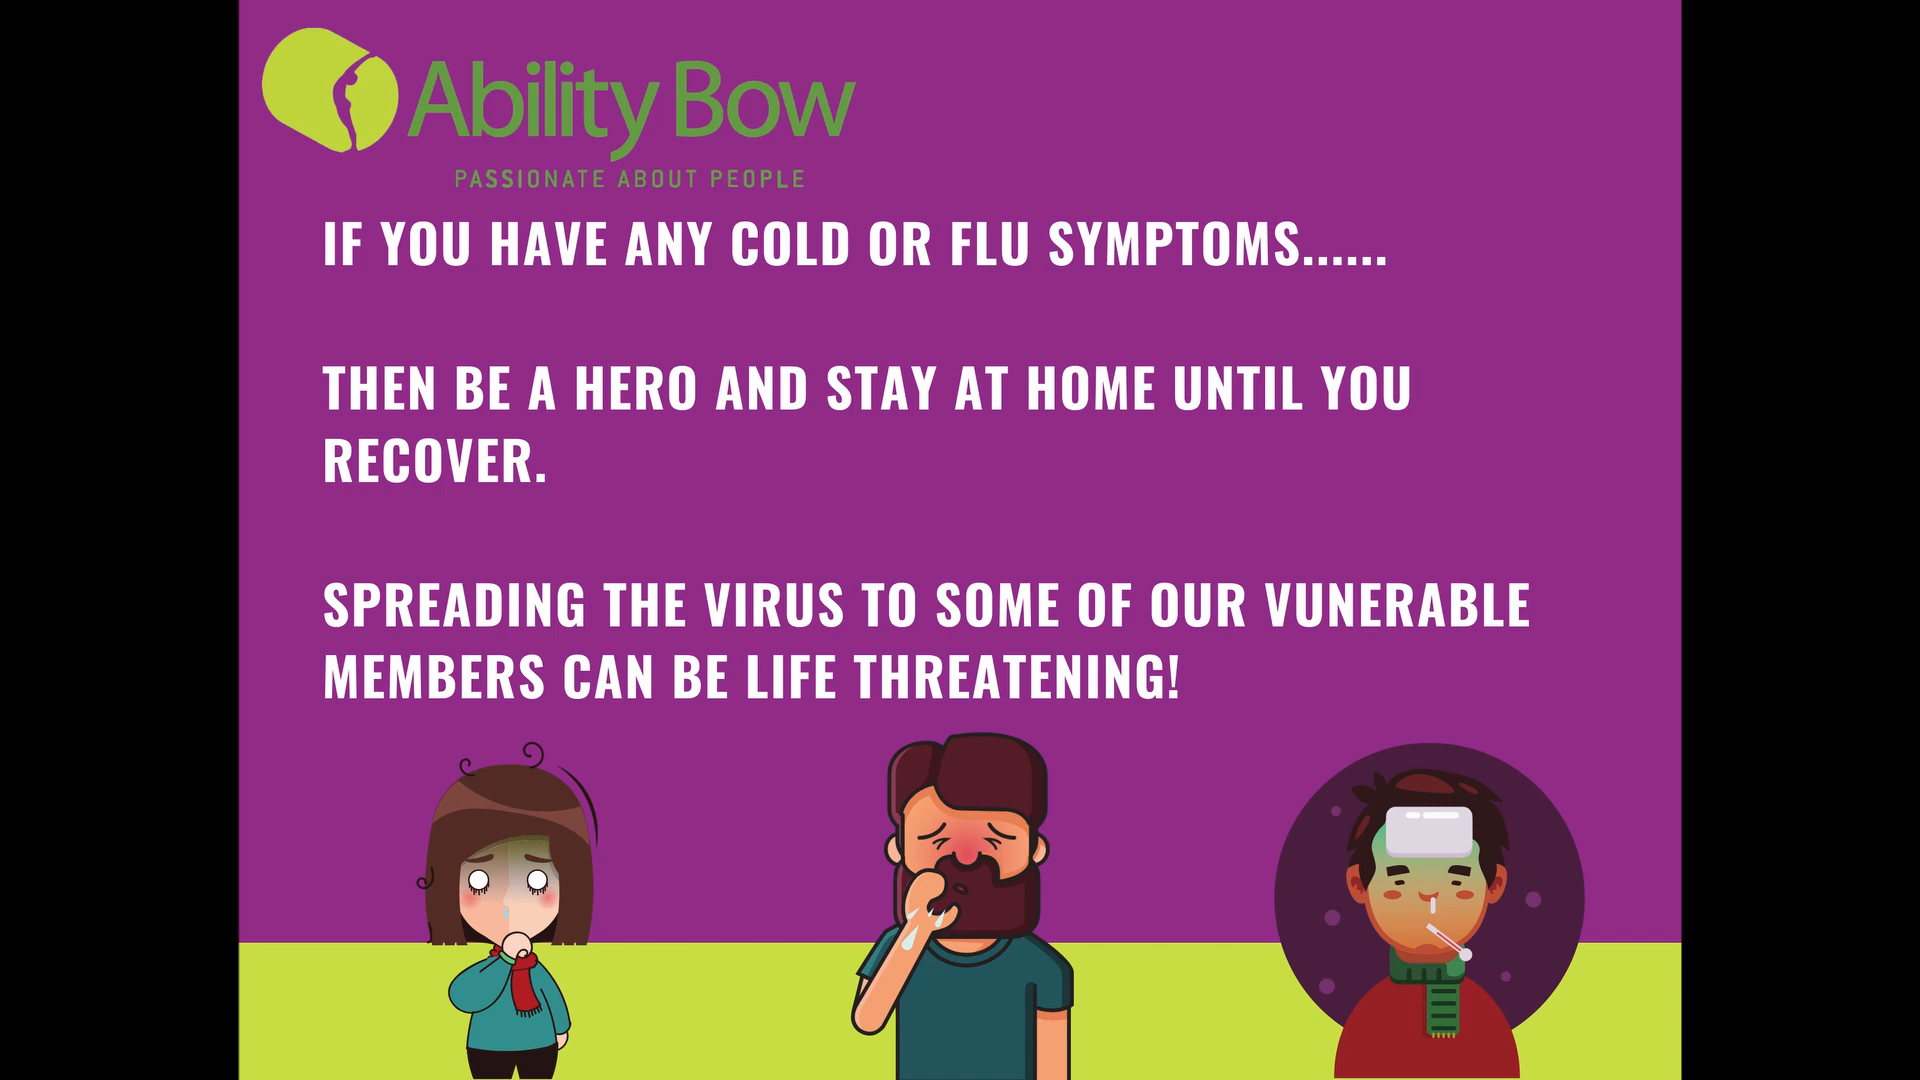 Ability Bow
PASSIONATE ABOUT PEOPLE
IF YOU HAVE ANY COLD OR FLU SYMPTOMS......
THEN BE A HERO AND STAY AT HOME UNTIL YOU
RECOVER.
SPREADING THE VIRUS TO SOME OF OUR VUNERABLE
MEMBERS CAN BE LIFE THREATENING!